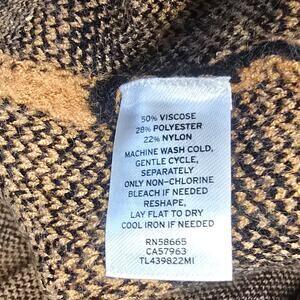 50% VISCOSE
28% POLYESTER
22% NYLON
MACHINE WASH COLD,
GENTLE CYCLE,
SEPARATELY
ONLY NON-CHLORINE
BLEACH IF NEEDED
RESHAPE,
LAY FLAT TO DRY
COOL IRON IF NEEDED
RN58665
CA57963
TL439822MI